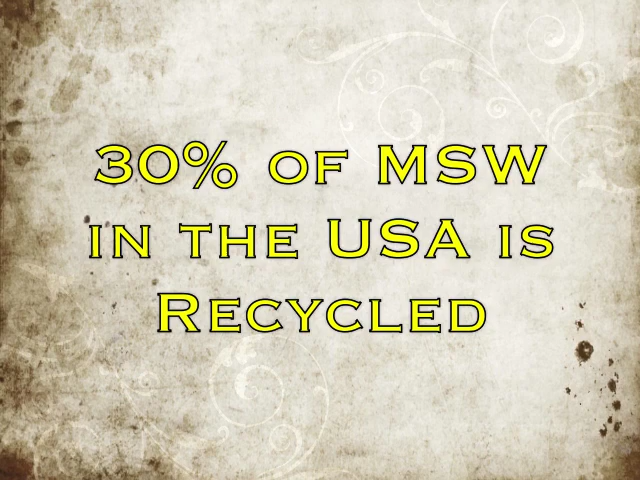 30% of MSW
in the USA is
Recycled